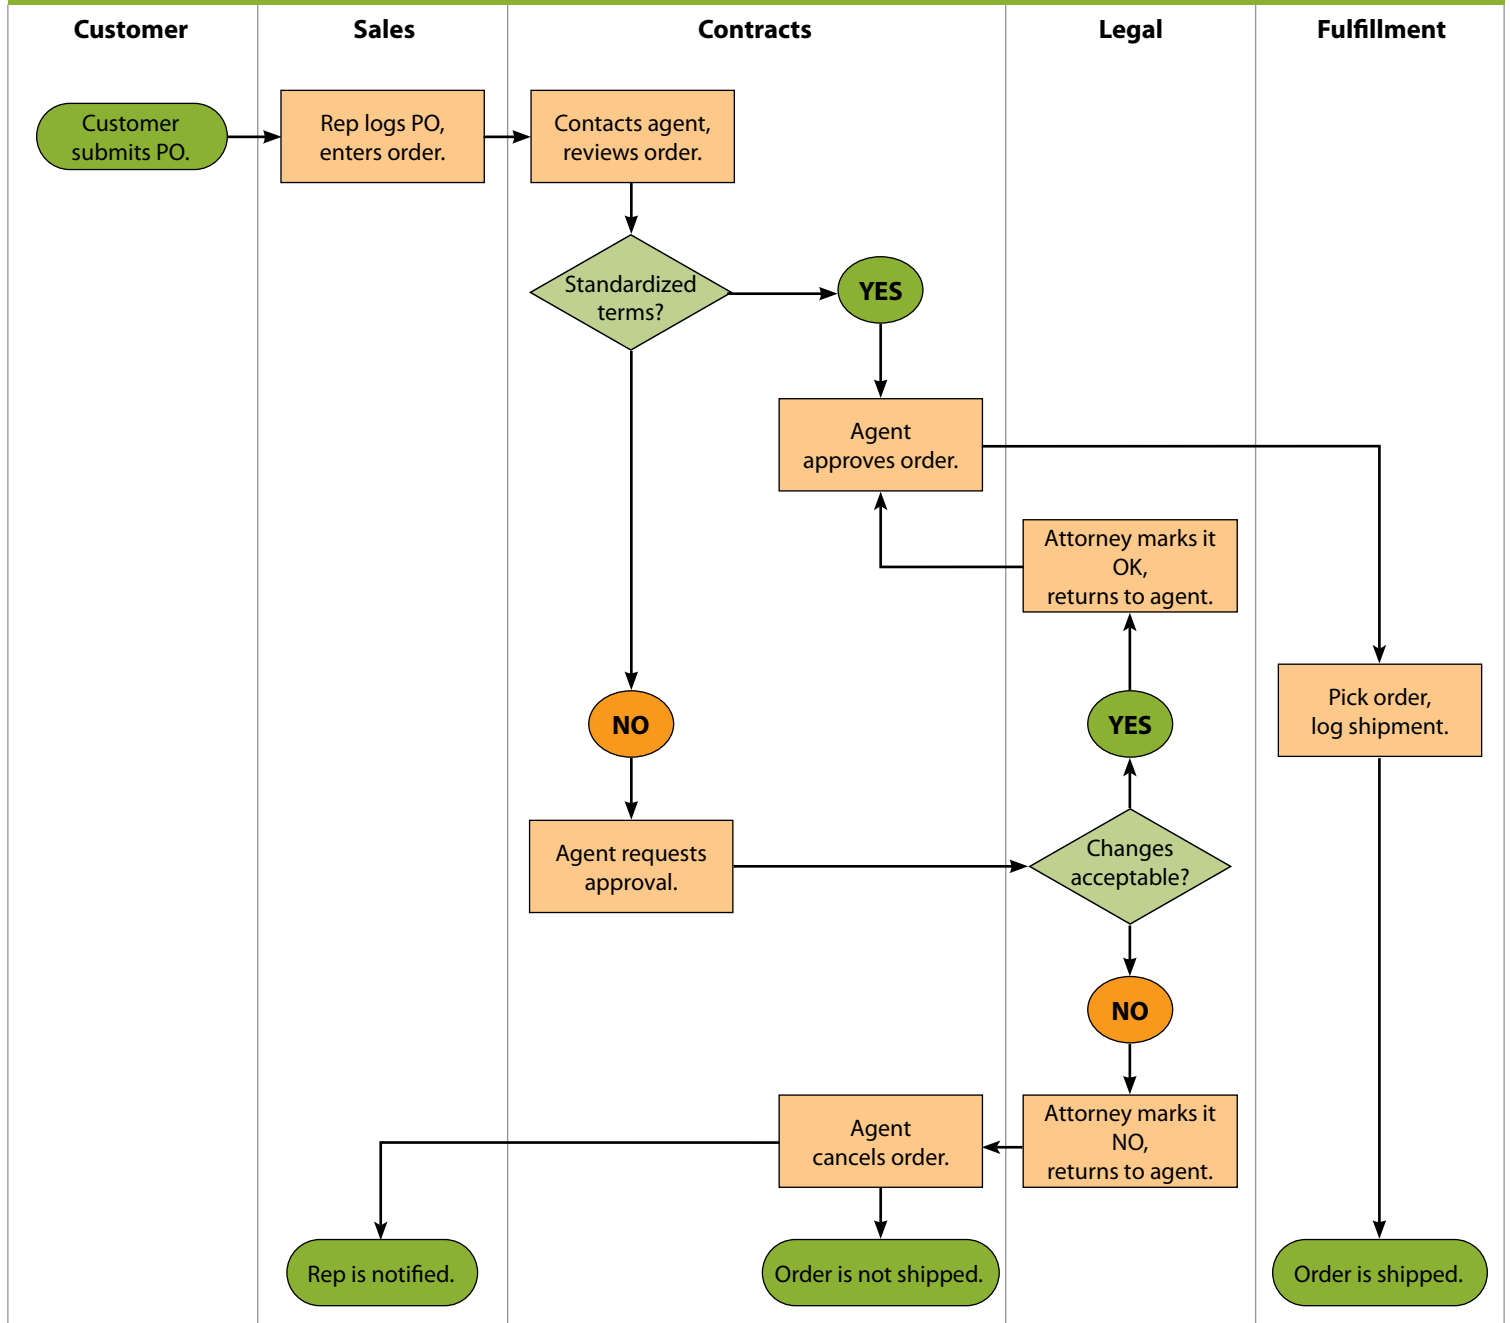 Customer
Sales
Contracts
Legal
Fulfillment
Customer
submits PO.
Rep logs PO,
enters order.
Contacts agent,
reviews order.
Standardized
terms?
YES
Agent
approves order.
Attorney marks it
OK,
returns to agent.
NO
YES
Pick order,
log shipment.
Agent requests
approval.
Changes
acceptable?
NO
Agent
cancels order.
Attorney marks it
NO,
returns to agent.
Rep is notified.
Order is not shipped.
Order is shipped.